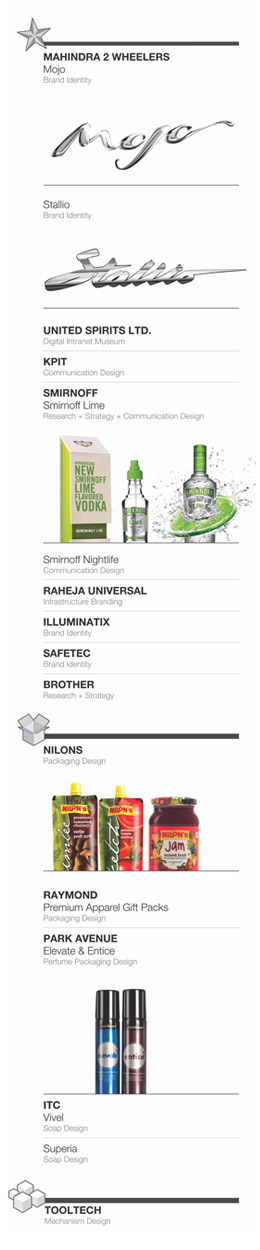 MAHINDRA 2 WHEELERS
Mojo
Brand Identity
Mojo
Stallio
Brand Identity
Stallio
UNITED SPIRITS LTD.
Digital Intranet Museum
KPIT
Communication Design
SMIRNOFF
Smirnoff Lime
Research + Strategy + Communication Design
INTRODUCING
NEW
SMIRNOFF
LIME
FLAVORED
VODKA
REFRESHINGLY LIME
SMIRNOFF
Smirnoff Nightlife
Communication Design
RAHEJA UNIVERSAL
Infrastructure Branding
ILLUMINATIX
Brand Identity
SAFETEC
Brand Identity
BROTHER
Research + Strategy
NILONS
Packaging Design
NILON'S
NILON'S
NILON'S
Jam
mixed fruit
RAYMOND
Premium Apparel Gift Packs
Packaging Design
PARK AVENUE
Elevate & Entice
Perfume Packaging Design
elevate
entice
ITC
Vivel
Soap Design
Superia
Soap Design
TOOLTECH
Mechanism Design